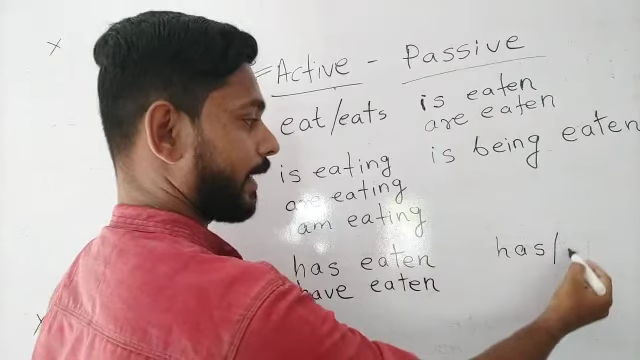 Active - Passive
eat/eats
is eaten
are eaten
is eating
are eating
am eating
is being eaten
has eaten
have eaten
has/